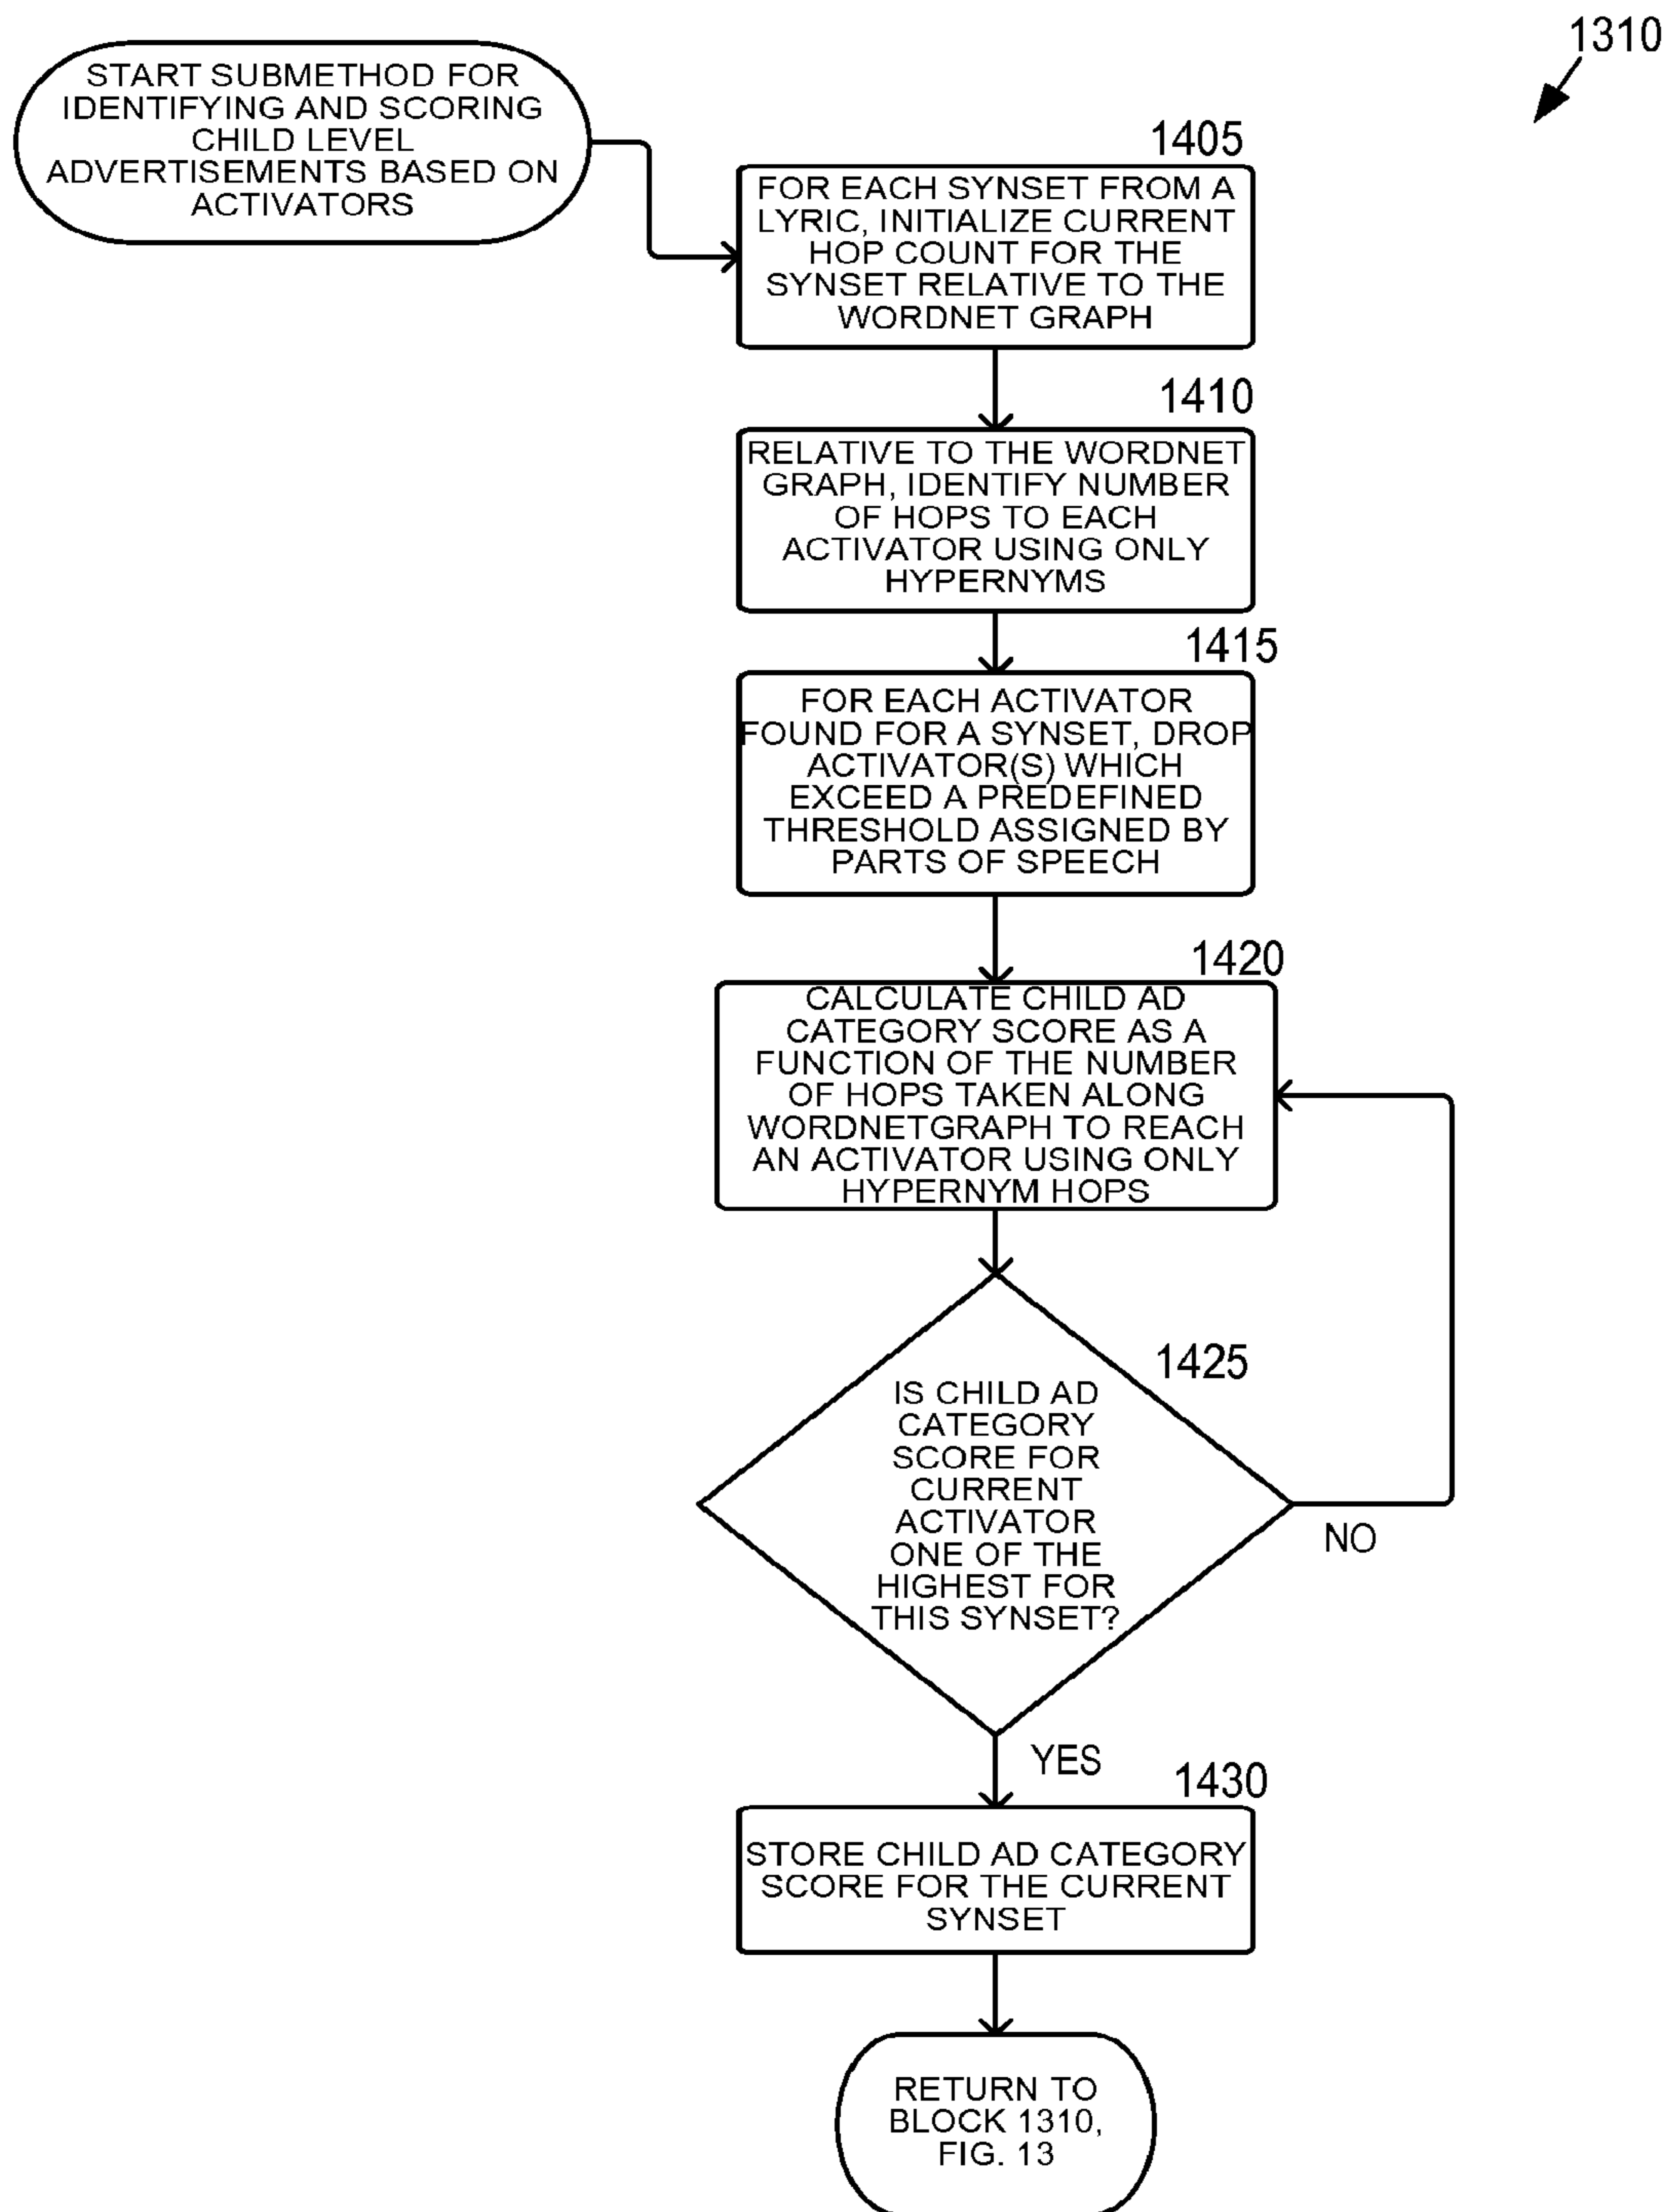 1310
START SUBMETHOD FOR
IDENTIFYING AND SCORING
CHILD LEVEL
ADVERTISEMENTS BASED ON
ACTIVATORS
1405
FOR EACH SYNSET FROM A
LYRIC, INITIALIZE CURRENT
HOP COUNT FOR THE
SYNSET RELATIVE TO THE
WORDNET GRAPH
1410
RELATIVE TO THE WORDNET
GRAPH, IDENTIFY NUMBER
OF HOPS TO EACH
ACTIVATOR USING ONLY
HYPERNYMS
1415
FOR EACH ACTIVATOR
FOUND FOR A SYNSET, DROP
ACTIVATOR(S) WHICH
EXCEED A PREDEFINED
THRESHOLD ASSIGNED BY
PARTS OF SPEECH
1420
CALCULATE CHILD AD
CATEGORY SCORE AS A
FUNCTION OF THE NUMBER
OF HOPS TAKEN ALONG
WORDNETGRAPH TO REACH
AN ACTIVATOR USING ONLY
HYPERNYM HOPS
1425
IS CHILD AD
CATEGORY
SCORE FOR
CURRENT
ACTIVATOR
ONE OF THE
HIGHEST FOR
THIS SYNSET?
NO
YES
1430
STORE CHILD AD CATEGORY
SCORE FOR THE CURRENT
SYNSET
RETURN TO
BLOCK 1310,
FIG. 13